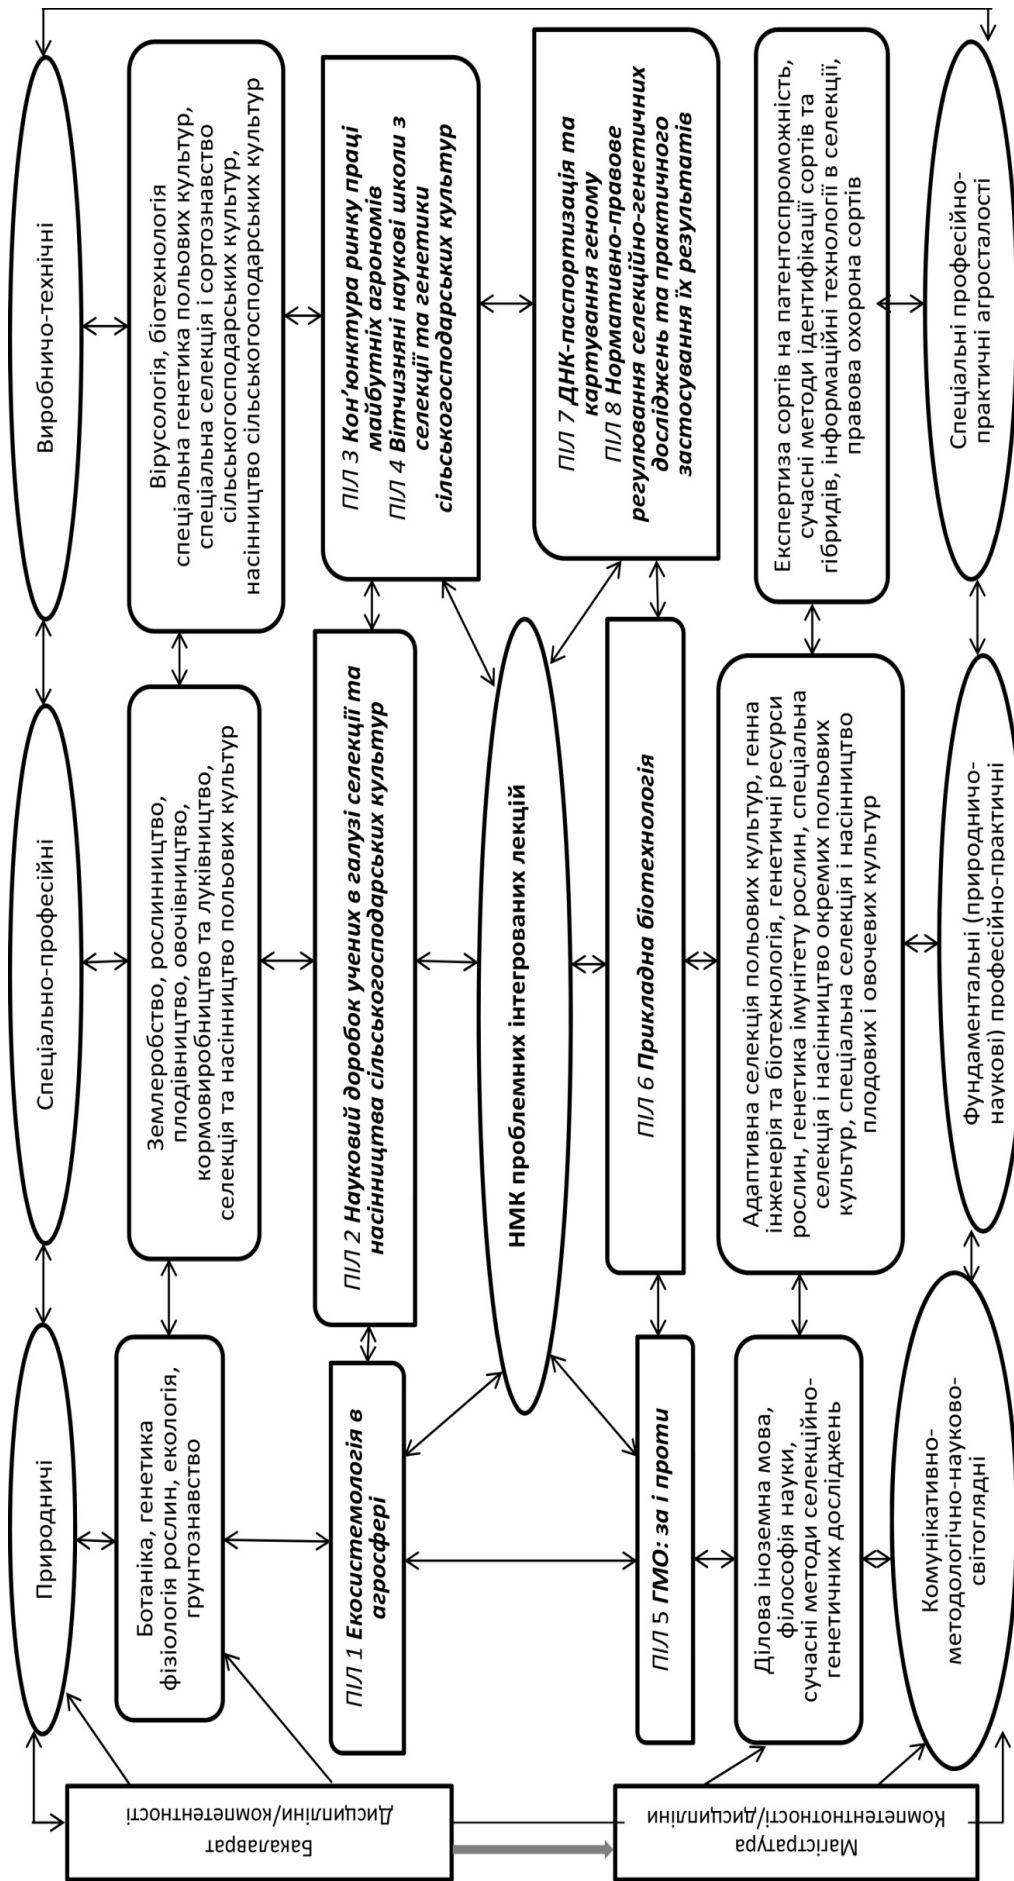 Бакалаврат
Дисципліни/компетентності
Магістратура
Компетентнотності/дисципліни
Природничі
Спеціально-професійні
Виробничо-технічні
Ботаніка, генетика
фізіологія рослин, екологія,
грунтознавство
Землеробство, рослинництво,
плодівництво, овочівництво,
кормовиробництво та луківництво,
селекція та насінництво польових культур
Вірусологія, біотехнологія
спеціальна генетика польових культур,
спеціальна селекція і сортознавство
сільськогосподарських культур,
насінництво сільськогосподарських культур
ПІЛ 1 Екосистемологія в
агросфері
ПІЛ 2 Науковий доробок учених в галузі селекції та
насінництва сільськогосподарських культур
ПІЛ 3 Кон’юнктура ринку праці
майбутніх агрономів
ПІЛ 4 Вітчизняні наукові школи з
селекції та генетики
сільськогосподарських культур
НМК проблемних інтегрованих лекцій
ПІЛ 5 ГМО: за і проти
ПІЛ 6 Прикладна біотехнологія
ПІЛ 7 ДНК-паспортизація та
картування геному
ПІЛ 8 Нормативно-правове
регулювання селекційно-генетичних
досліджень та практичного
застосування їх результатів
Ділова іноземна мова,
філософія науки,
сучасні методи селекційно-
генетичних досліджень
Адаптивна селекція польових культур, генна
інженерія та біотехнологія, генетичні ресурси
рослин, генетика імунітету рослин, спеціальна
селекція і насінництво окремих польових
культур, спеціальна селекція і насінництво
плодових і овочевих культур
Експертиза сортів на патентоспроможність,
сучасні методи ідентифікації сортів та
гібридів, інформаційні технології в селекції,
правова охорона сортів
Комунікативно-
методологічно-науково-
світоглядні
Фундаментальні (природничо-
наукові) професійно-практичні
Спеціальні професійно-
практичні агросталості